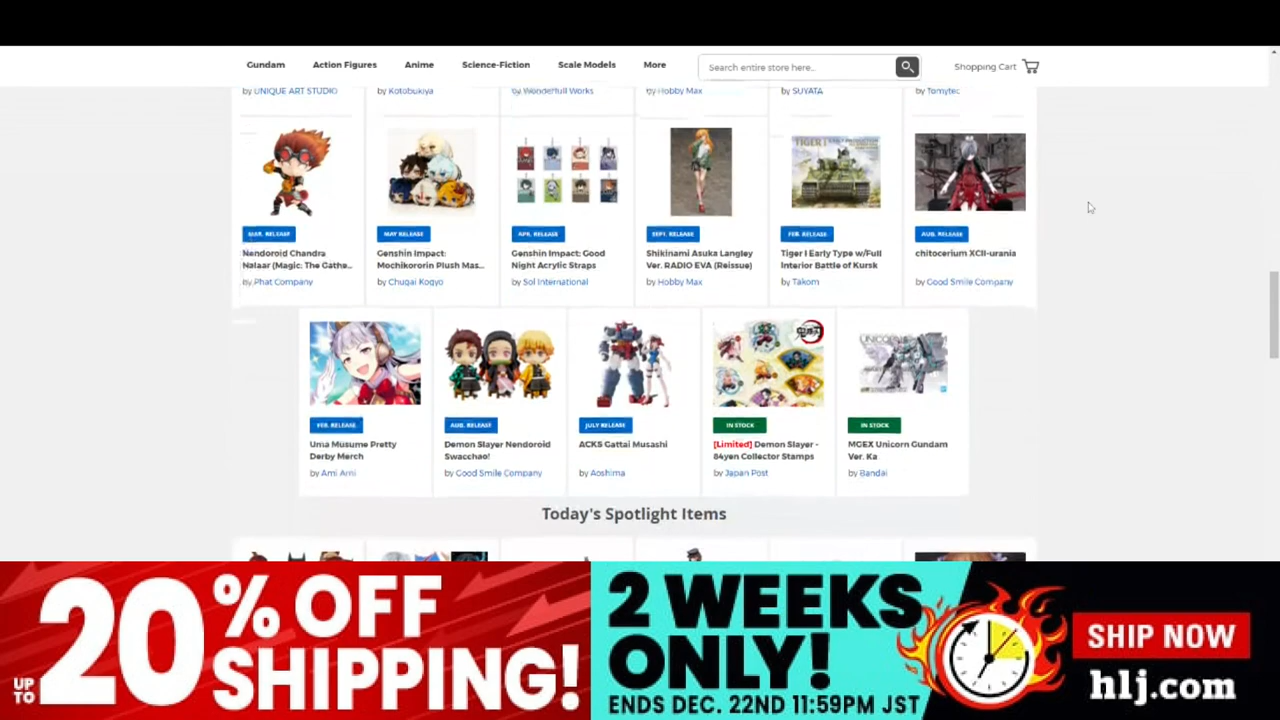 Gundam Action Figures Anime Science-Fiction Scale Models More Search entire store here... Shopping Cart
by UNIQUE ART STUDIO by Kotobukiya by Wonderfull Works by Hobby Max by SUYATA by Tomytec
TIGER I
MAR. RELEASE MAY RELEASE APR. RELEASE SEPT. RELEASE FEB. RELEASE AUG. RELEASE
Nendoroid Chandra Genshin Impact: Genshin Impact: Good Shikinami Asuka Langley Tiger I Early Type w/Full chitocerium XCII-urania
Nalaar (Magic: The Gathe... Mochikororin Plush Mas... Night Acrylic Straps Ver. RADIO EVA (Reissue) Interior Battle of Kursk
by Phat Company by Chugai Kogyo by Sol International by Hobby Max by Takom by Good Smile Company
FEB. RELEASE AUG. RELEASE JULY RELEASE IN STOCK IN STOCK
Uma Musume Pretty Demon Slayer Nendoroid ACKS Gattai Musashi [Limited] Demon Slayer - MGEX Unicorn Gundam
Derby Merch Swacchao! 84yen Collector Stamps Ver. Ka
by Ami Ami by Good Smile Company by Aoshima by Japan Post by Bandai
Today's Spotlight Items
UP TO 20% OFF SHIPPING!
2 WEEKS ONLY!
ENDS DEC. 22ND 11:59PM JST
SHIP NOW
hlj.com